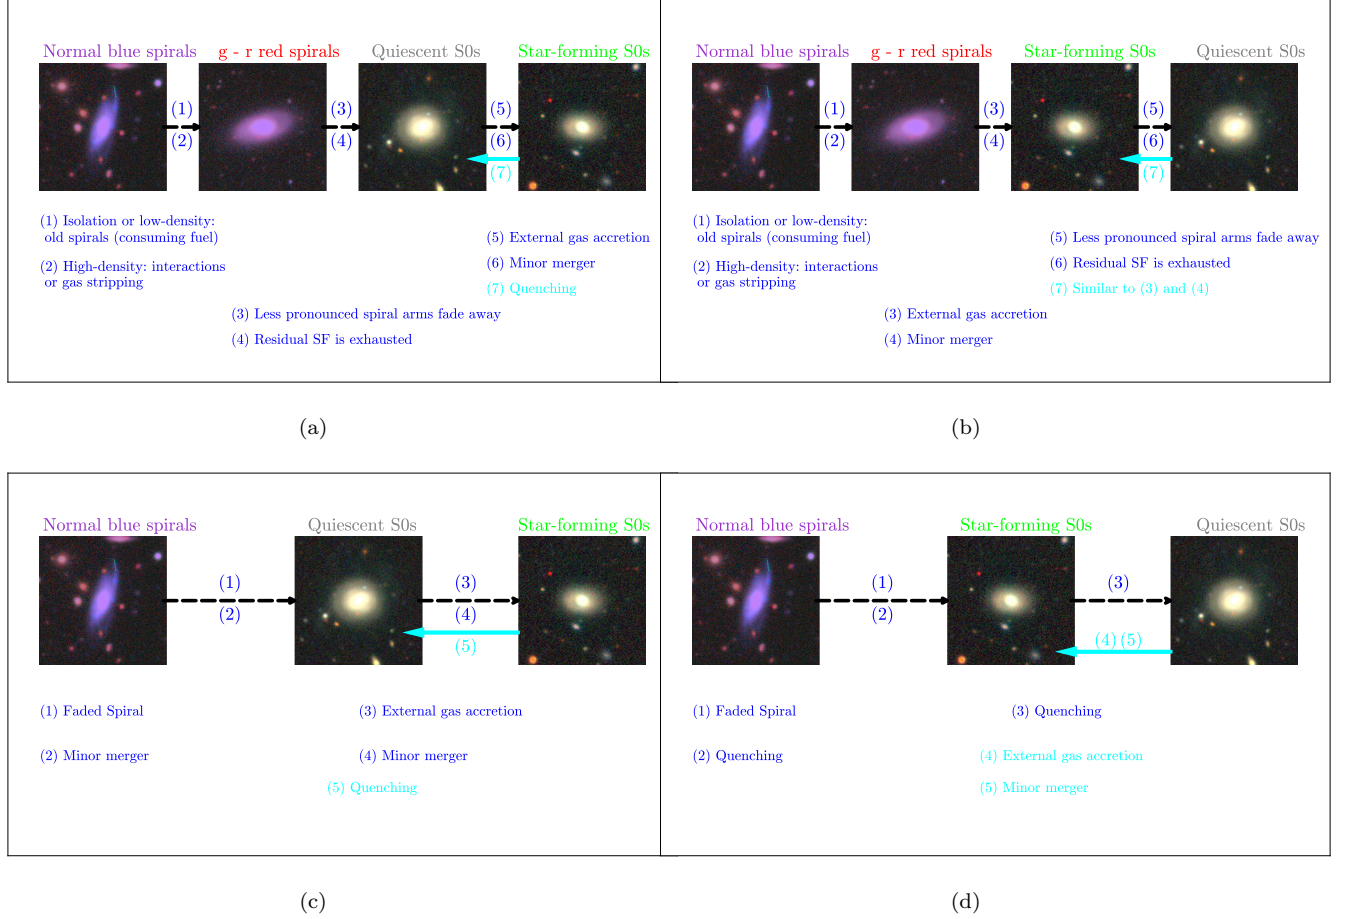 Normal blue spirals
g - r red spirals
Quiescent S0s
Star-forming S0s
(1)
(2)
(3)
(4)
(5)
(6)
(7)
(1) Isolation or low-density:
old spirals (consuming fuel)
(2) High-density: interactions
or gas stripping
(3) Less pronounced spiral arms fade away
(4) Residual SF is exhausted
(5) External gas accretion
(6) Minor merger
(7) Quenching
(a)
Normal blue spirals
g - r red spirals
Star-forming S0s
Quiescent S0s
(1)
(2)
(3)
(4)
(5)
(6)
(7)
(1) Isolation or low-density:
old spirals (consuming fuel)
(2) High-density: interactions
or gas stripping
(3) External gas accretion
(4) Minor merger
(5) Less pronounced spiral arms fade away
(6) Residual SF is exhausted
(7) Similar to (3) and (4)
(b)
Normal blue spirals
Quiescent S0s
Star-forming S0s
(1)
(2)
(3)
(4)
(5)
(1) Faded Spiral
(2) Minor merger
(3) External gas accretion
(4) Minor merger
(5) Quenching
(c)
Normal blue spirals
Star-forming S0s
Quiescent S0s
(1)
(2)
(3)
(4) (5)
(1) Faded Spiral
(2) Quenching
(3) Quenching
(4) External gas accretion
(5) Minor merger
(d)